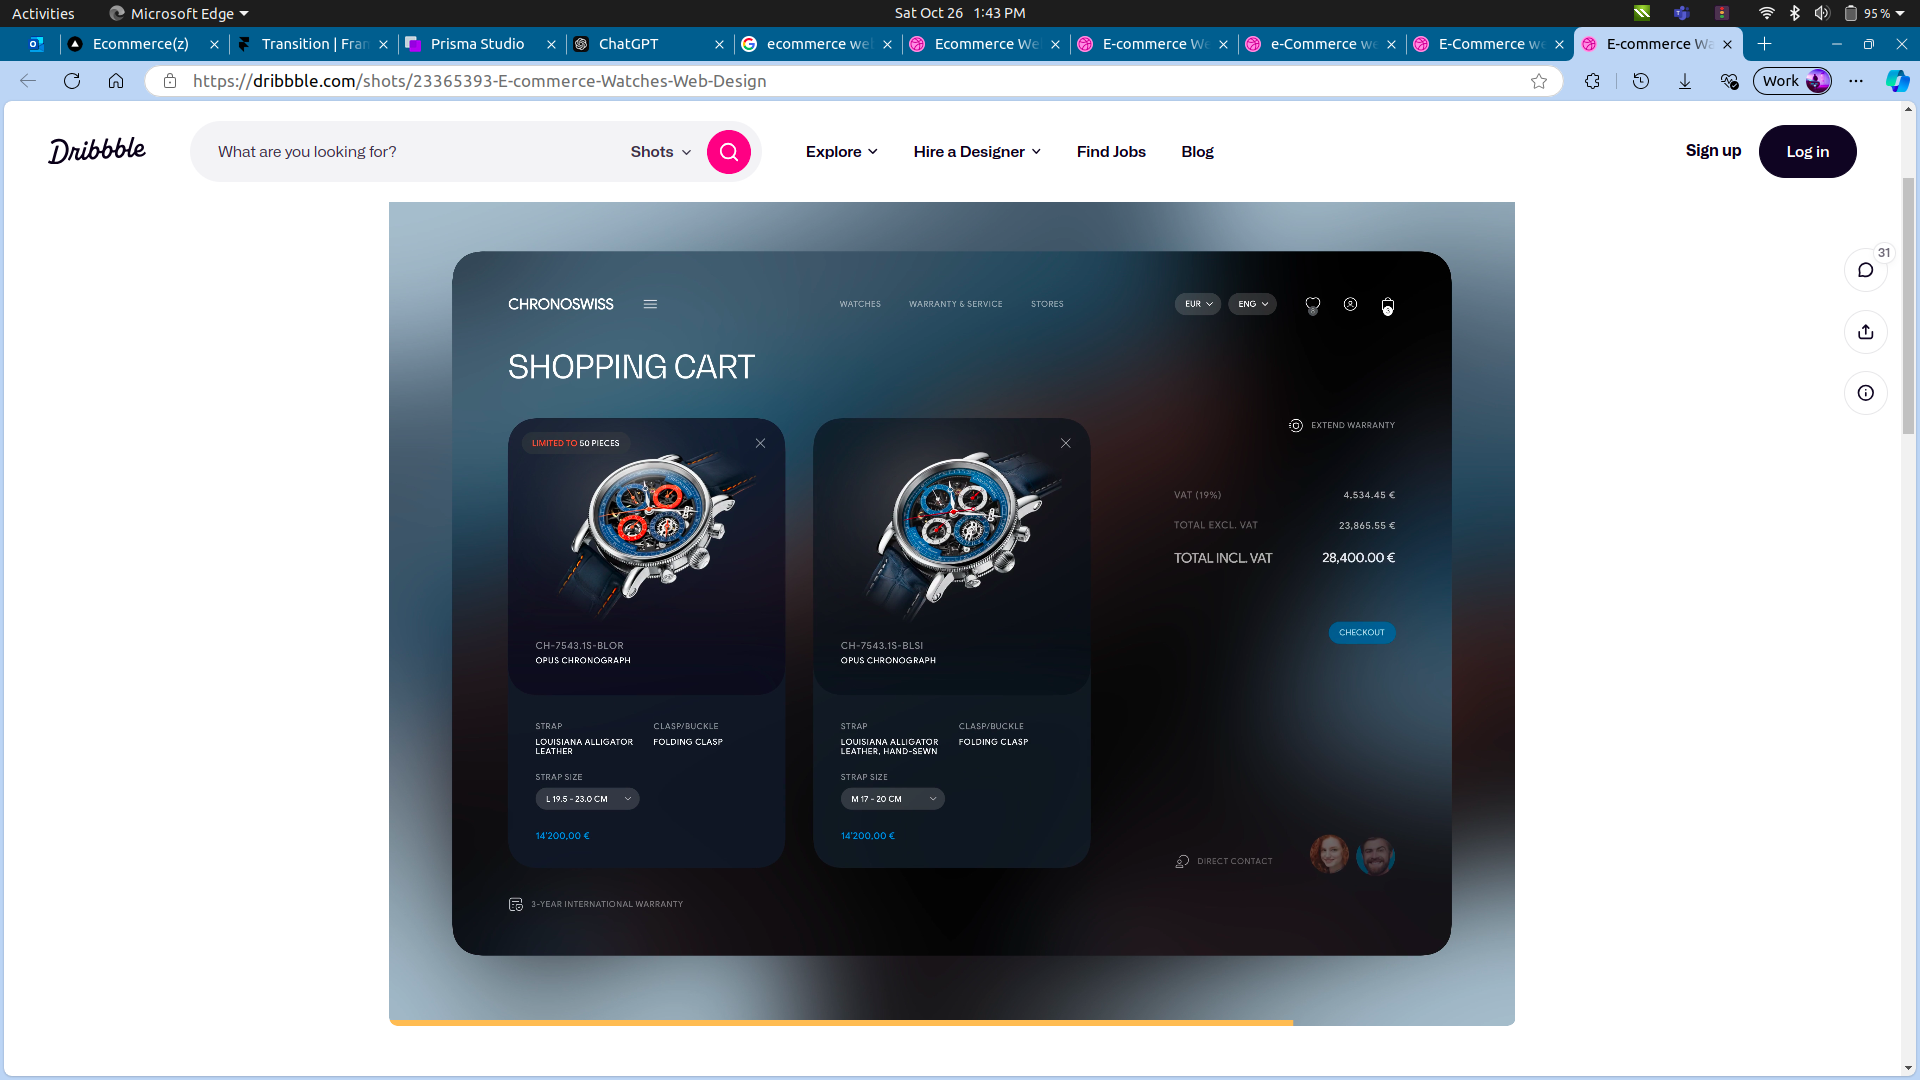 Activities
Microsoft Edge
Sat Oct 26 1:43 PM
95 %
Ecommerce(z)
Transition | Fran
Prisma Studio
ChatGPT
ecommerce web
Ecommerce We
E-commerce We
e-Commerce we
E-Commerce we
E-commerce Wa
https://dribbble.com/shots/23365393-E-commerce-Watches-Web-Design
Work
Dribbble
What are you looking for?
Shots
Explore
Hire a Designer
Find Jobs
Blog
Sign up
Log in
31
CHRONOSWISS
WATCHES
WARRANTY & SERVICE
STORES
EUR
ENG
SHOPPING CART
LIMITED TO 50 PIECES
CH-7543.1S-BLOR
OPUS CHRONOGRAPH
STRAP
LOUISIANA ALLIGATOR
LEATHER
CLASP/BUCKLE
FOLDING CLASP
STRAP SIZE
L 19.5 - 23.0 CM
14'200,00 €
CH-7543.1S-BLSI
OPUS CHRONOGRAPH
STRAP
LOUISIANA ALLIGATOR
LEATHER, HAND-SEWN
CLASP/BUCKLE
FOLDING CLASP
STRAP SIZE
M 17 - 20 CM
14'200,00 €
EXTEND WARRANTY
VAT (19%)
4,534.45 €
TOTAL EXCL. VAT
23,865.55 €
TOTAL INCL. VAT
28,400.00 €
CHECKOUT
DIRECT CONTACT
3-YEAR INTERNATIONAL WARRANTY